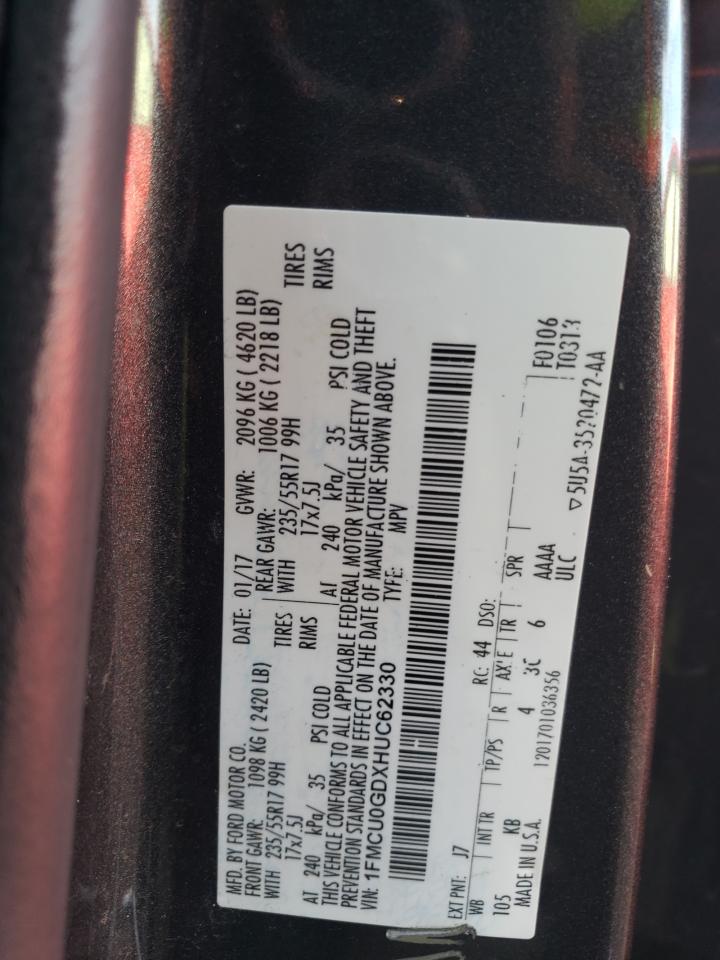 MFD. BY FORD MOTOR CO.
DATE: 01/17 GVWR: 2096 KG ( 4620 LB)
FRONT GAWR: 1098 KG ( 2420 LB) REAR GAWR: 1006 KG ( 2218 LB)
WITH 235/55R17 99H TIRES WITH 235/55R17 99H TIRES
17x7.5J RIMS 17x7.5J RIMS
AT 240 kPa/ 35 PSI COLD AT 240 kPa/ 35 PSI COLD
THIS VEHICLE CONFORMS TO ALL APPLICABLE FEDERAL MOTOR VEHICLE SAFETY AND THEFT
PREVENTION STANDARDS IN EFFECT ON THE DATE OF MANUFACTURE SHOWN ABOVE.
VIN: 1FMCU0GDXHUC62330 TYPE: MPV
EXT PNT: J7 RC: 44 DSO: F0106
WB INT TR TP/PS R AX'E TR SPR T0313
105 KB 4 3C 6 AAAA
MADE IN U.S.A. 1201701036356 ULC 5U5A-3520472-AA